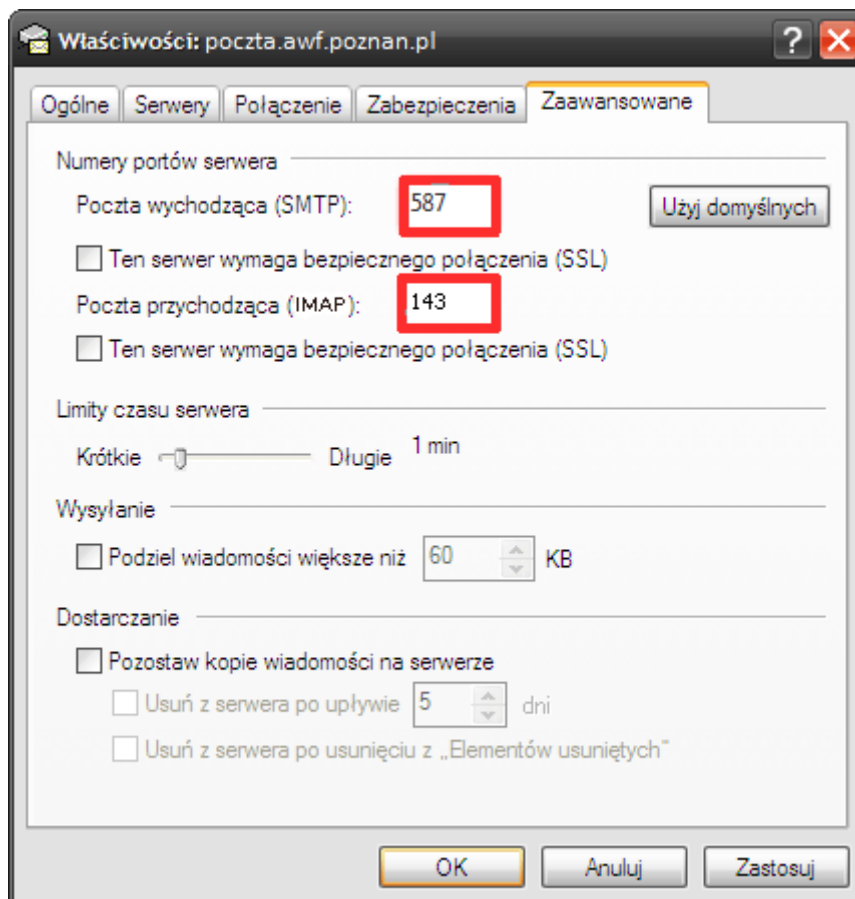 Właściwości: poczta.awf.poznan.pl
Ogólne Serwery Połączenie Zabezpieczenia Zaawansowane
Numery portów serwera
Poczta wychodząca (SMTP): 587 Użyj domyślnych
Ten serwer wymaga bezpiecznego połączenia (SSL)
Poczta przychodząca (IMAP): 143
Ten serwer wymaga bezpiecznego połączenia (SSL)
Limity czasu serwera
Krótkie Długie 1 min
Wysyłanie
Podziel wiadomości większe niż 60 KB
Dostarczanie
Pozostaw kopie wiadomości na serwerze
Usuń z serwera po upływie 5 dni
Usuń z serwera po usunięciu z „Elementów usuniętych”
OK Anuluj Zastosuj